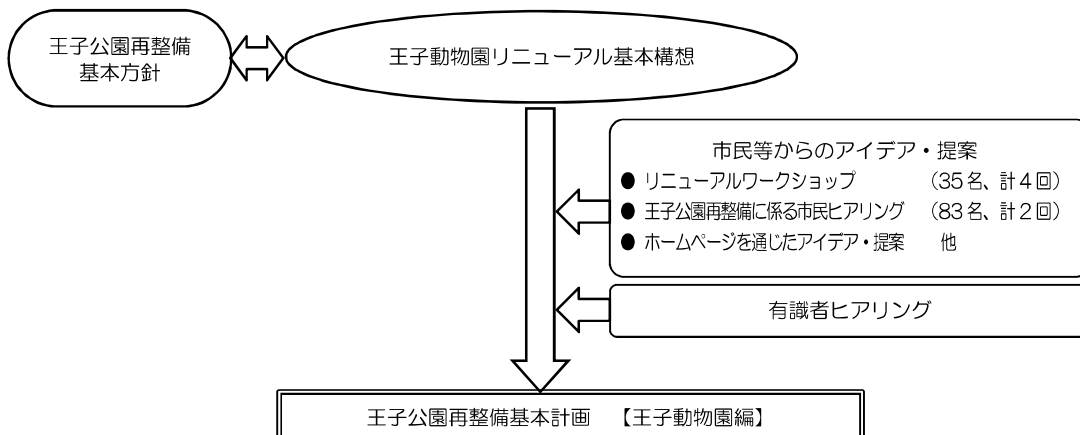 王子公園再整備
基本方針
王子動物園リニューアル基本構想
市民等からのアイデア・提案
● リニューアルワークショップ （35名、計4回）
● 王子公園再整備に係る市民ヒアリング （83名、計2回）
● ホームページを通じたアイデア・提案 他
有識者ヒアリング
王子公園再整備基本計画 【王子動物園編】